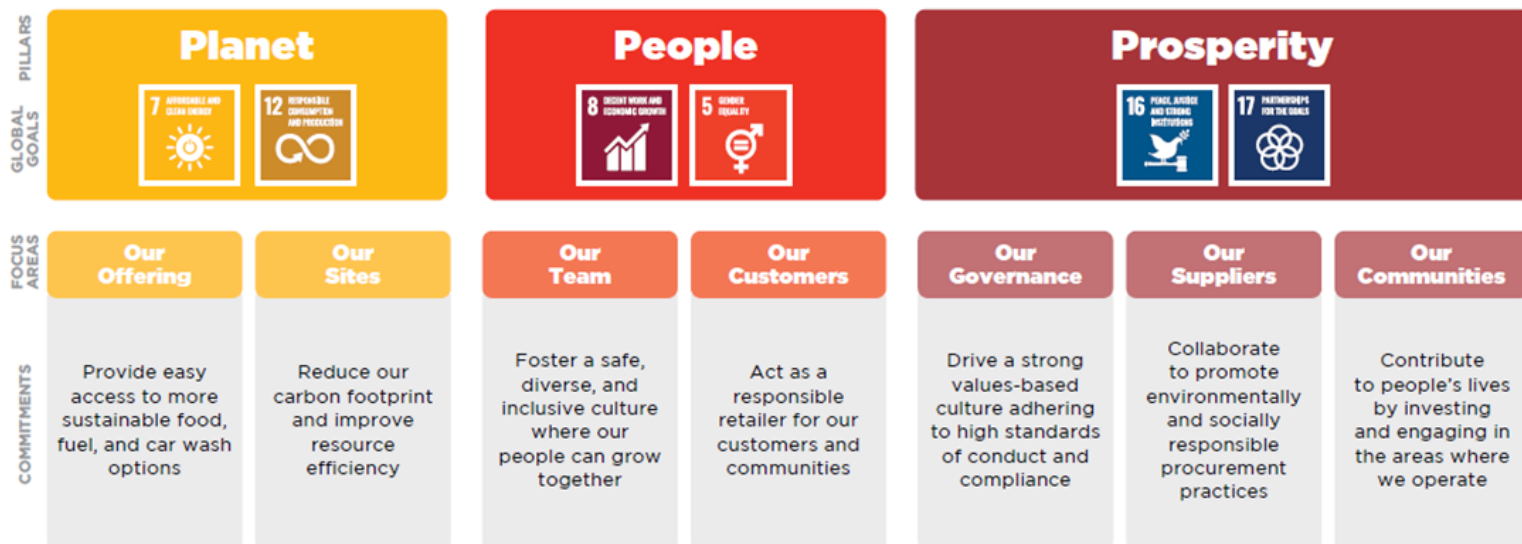 PILLARS
Planet
People
Prosperity
GLOBAL
GOALS
7 AFFORDABLE AND
CLEAN ENERGY
12 RESPONSIBLE
CONSUMPTION
AND PRODUCTION
8 DECENT WORK AND
ECONOMIC GROWTH
5 GENDER
EQUALITY
16 PEACE, JUSTICE
AND STRONG
INSTITUTIONS
17 PARTNERSHIPS
FOR THE GOALS
FOCUS
AREAS
Our
Offering
Our
Sites
Our
Team
Our
Customers
Our
Governance
Our
Suppliers
Our
Communities
COMMITMENTS
Provide easy
access to more
sustainable food,
fuel, and car wash
options
Reduce our
carbon footprint
and improve
resource
efficiency
Foster a safe,
diverse, and
inclusive culture
where our
people can grow
together
Act as a
responsible
retailer for our
customers and
communities
Drive a strong
values-based
culture adhering
to high standards
of conduct and
compliance
Collaborate
to promote
environmentally
and socially
responsible
procurement
practices
Contribute
to people's lives
by investing
and engaging in
the areas where
we operate